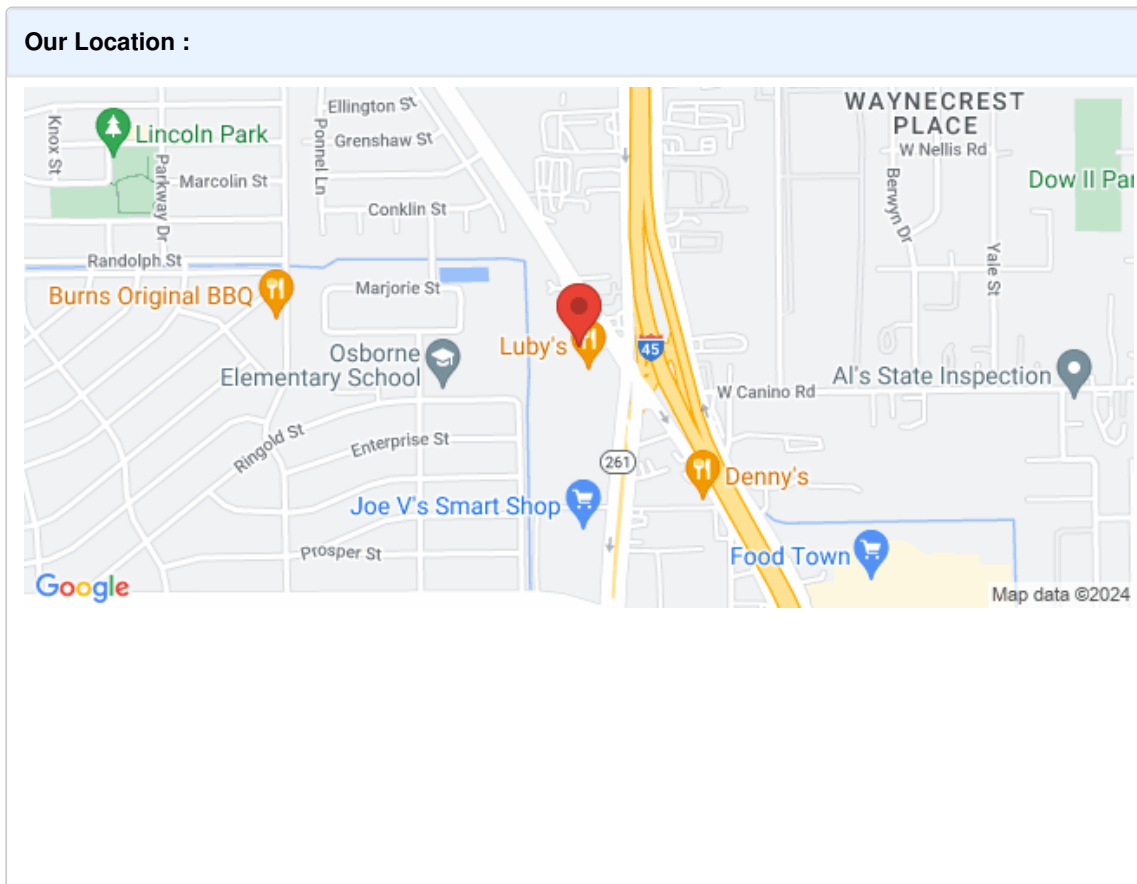 Our Location :
WAYNECREST
PLACE
Ellington St
Knox St
Lincoln Park
Ponnel Ln
Grenshaw St
W Nellis Rd
Parkway Dr
Marcolin St
Berwyn Dr
Dow II Par
Conklin St
Randolph St
Yale St
Burns Original BBQ
Marjorie St
Luby's
45
Osborne
Elementary School
Al's State Inspection
W Canino Rd
Ringold St
Enterprise St
261
Denny's
Joe V's Smart Shop
Prosper St
Food Town
Google
Map data ©2024